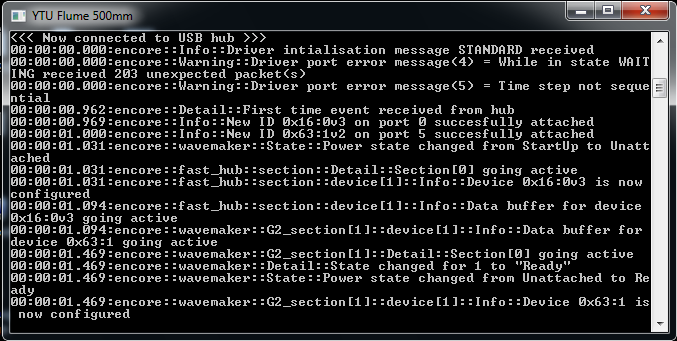 YTU Flume 500mm
<<< Now connected to USB hub >>>
00:00:00.000:encore::Info::Driver intialisation message STANDARD received
00:00:00.000:encore::Warning::Driver port error message(4) = While in state WAIT
ING received 203 unexpected packet(s)
00:00:00.000:encore::Warning::Driver port error message(5) = Time step not seque
ntial
00:00:00.962:encore::Detail::First time event received from hub
00:00:00.969:encore::Info::New ID 0x16:0v3 on port 0 succesfully attached
00:00:01.000:encore::Info::New ID 0x63:1v2 on port 5 succesfully attached
00:00:01.031:encore::wavemaker::State::Power state changed from StartUp to Unatt
ached
00:00:01.031:encore::fast_hub::section::Detail::Section[0] going active
00:00:01.031:encore::fast_hub::section::device[1]::Info::Device 0x16:0v3 is now
configured
00:00:01.094:encore::fast_hub::section::device[1]::Info::Data buffer for device
0x16:0v3 going active
00:00:01.094:encore::wavemaker::G2_section[1]::device[1]::Info::Data buffer for
device 0x63:1 going active
00:00:01.469:encore::wavemaker::G2_section[1]::Detail::Section[0] going active
00:00:01.469:encore::wavemaker::Detail::State changed for 1 to "Ready"
00:00:01.469:encore::wavemaker::State::Power state changed from Unattached to Re
ady
00:00:01.469:encore::wavemaker::G2_section[1]::device[1]::Info::Device 0x63:1 is
now configured